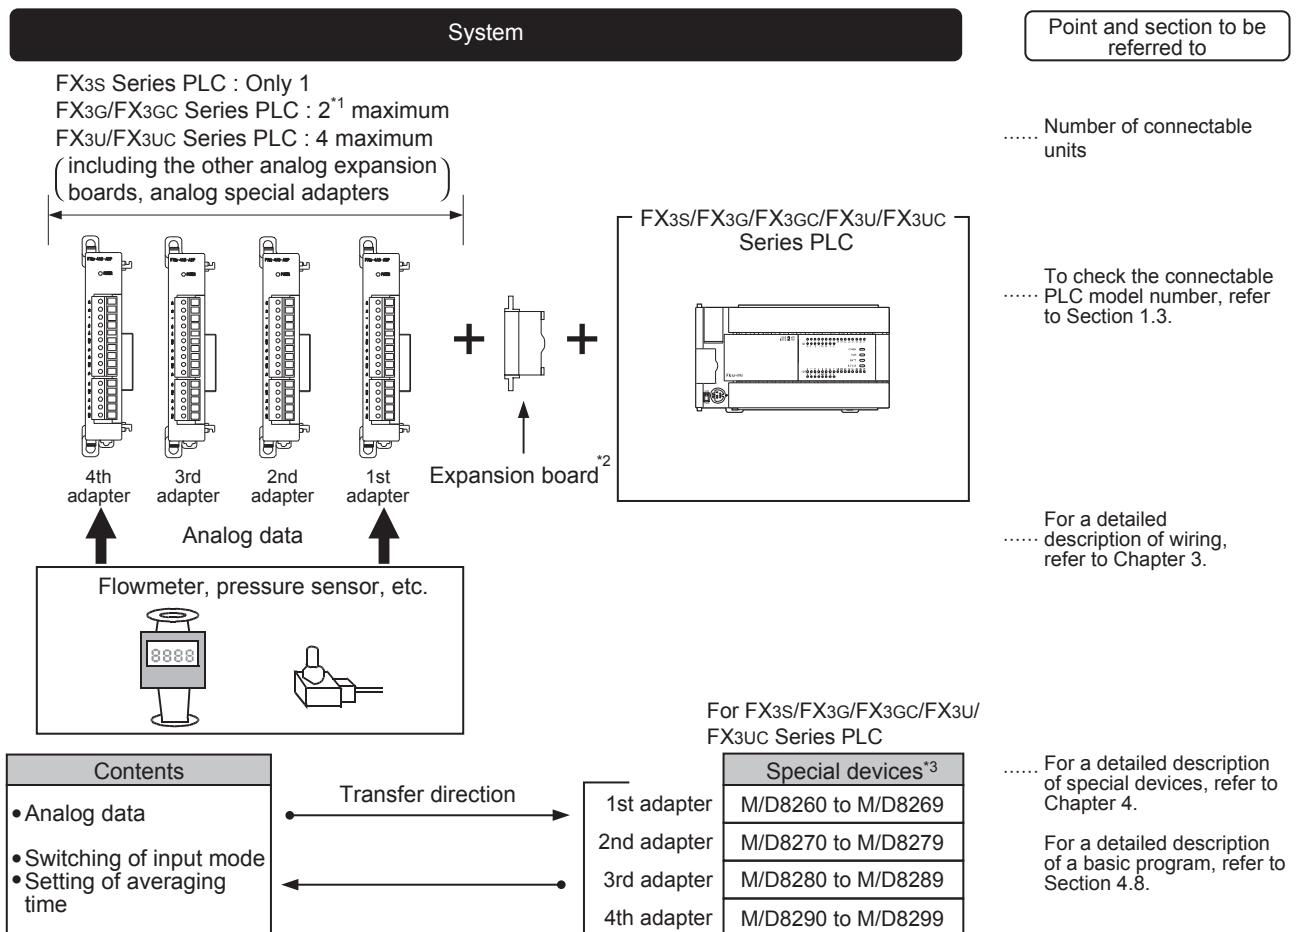 System
Point and section to be
referred to
FX3S Series PLC : Only 1
FX3G/FX3GC Series PLC : 2*1 maximum
FX3U/FX3UC Series PLC : 4 maximum
(including the other analog expansion
boards, analog special adapters)
...... Number of connectable
units
FX3S/FX3G/FX3GC/FX3U/FX3UC
Series PLC
To check the connectable
...... PLC model number, refer
to Section 1.3.
4th
adapter
3rd
adapter
2nd
adapter
1st
adapter
Expansion board*2
Analog data
For a detailed
...... description of wiring,
refer to Chapter 3.
Flowmeter, pressure sensor, etc.
8888
For FX3S/FX3G/FX3GC/FX3U/
FX3UC Series PLC
Contents
• Analog data
• Switching of input mode
• Setting of averaging
time
Transfer direction
Special devices*3
1st adapter M/D8260 to M/D8269
2nd adapter M/D8270 to M/D8279
3rd adapter M/D8280 to M/D8289
4th adapter M/D8290 to M/D8299
...... For a detailed description
of special devices, refer to
Chapter 4.
For a detailed description
of a basic program, refer to
Section 4.8.